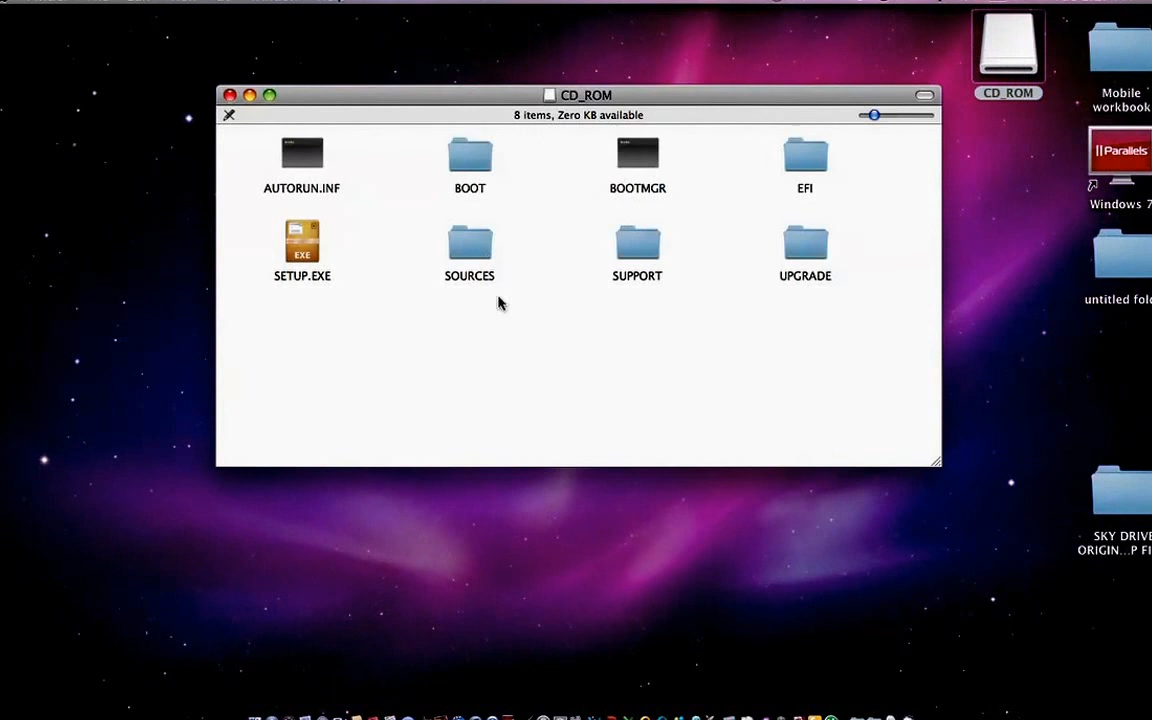 CD_ROM
8 items, Zero KB available
AUTORUN.INF
BOOT
BOOTMGR
EFI
SETUP.EXE
EXE
SOURCES
SUPPORT
UPGRADE
CD_ROM
Mobile
workbook
Parallels
Windows 7
untitled fol
SKY DRIVE
ORIGIN...P FI